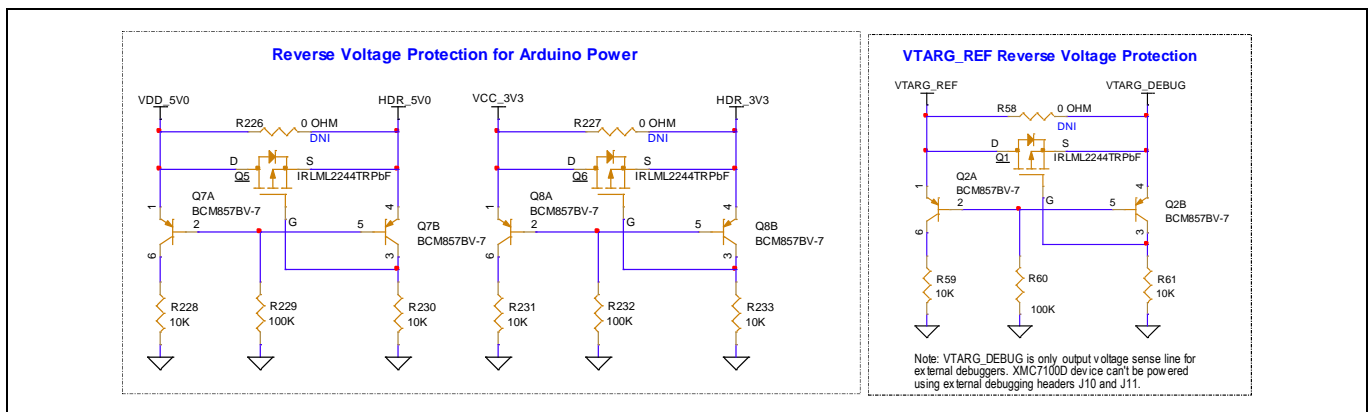 Reverse Voltage Protection for Arduino Power
VDD_5V0
HDR_5V0
R226
0 OHM
DNI
D
S
Q5
IRLML2244TRPbF
Q7A
BCM857BV-7
1
2
6
G
5
4
3
Q7B
BCM857BV-7
R228
10K
R229
100K
R230
10K
VCC_3V3
HDR_3V3
R227
0 OHM
DNI
D
S
Q6
IRLML2244TRPbF
Q8A
BCM857BV-7
1
2
6
G
5
4
3
Q8B
BCM857BV-7
R231
10K
R232
100K
R233
10K
VTARG_REF Reverse Voltage Protection
VTARG_REF
VTARG_DEBUG
R58
0 OHM
DNI
D
S
Q1
IRLML2244TRPbF
Q2A
BCM857BV-7
1
2
6
G
5
4
3
Q2B
BCM857BV-7
R59
10K
R60
100K
R61
10K
Note: VTARG_DEBUG is only output voltage sense line for
external debuggers. XMC7100D device can't be powered
using external debugging headers J10 and J11.